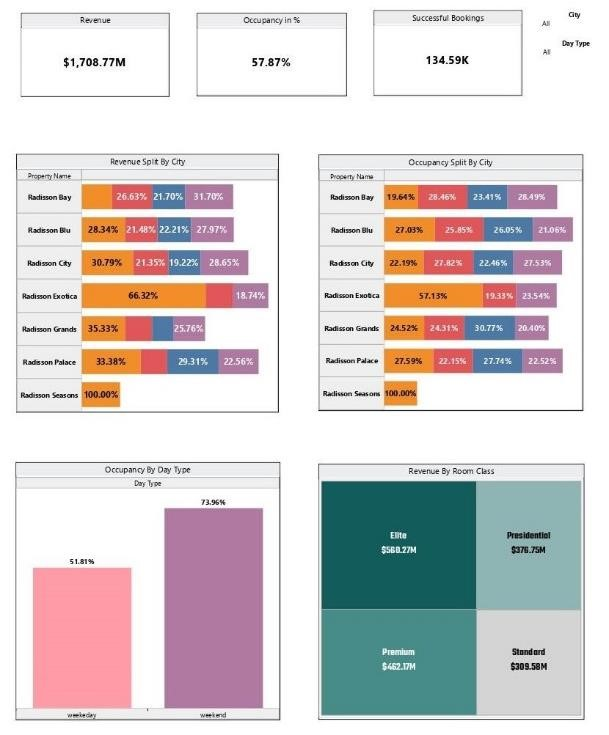 Revenue
$1,708.77M
Occupancy in %
57.87%
Successful Bookings
134.59K
City
All
Day Type
All
Revenue Split By City
Property Name
Radisson Bay 26.63% 21.70% 31.70%
Radisson Blu 28.34% 21.48% 22.21% 27.97%
Radisson City 30.79% 21.35% 19.22% 28.65%
Radisson Exotica 66.32% 18.74%
Radisson Grands 35.33% 25.76%
Radisson Palace 33.38% 29.31% 22.56%
Radisson Seasons 100.00%
Occupancy Split By City
Property Name
Radisson Bay 19.64% 28.46% 23.41% 28.49%
Radisson Blu 27.03% 25.85% 26.05% 21.06%
Radisson City 22.19% 27.82% 22.46% 27.53%
Radisson Exotica 57.13% 19.33% 23.54%
Radisson Grands 24.52% 24.31% 30.77% 20.40%
Radisson Palace 27.59% 22.15% 27.74% 22.52%
Radisson Seasons 100.00%
Occupancy By Day Type
Day Type
51.81%
73.96%
weekeday
weekend
Revenue By Room Class
Elite
$560.27M
Presidential
$376.75M
Premium
$462.17M
Standard
$309.58M